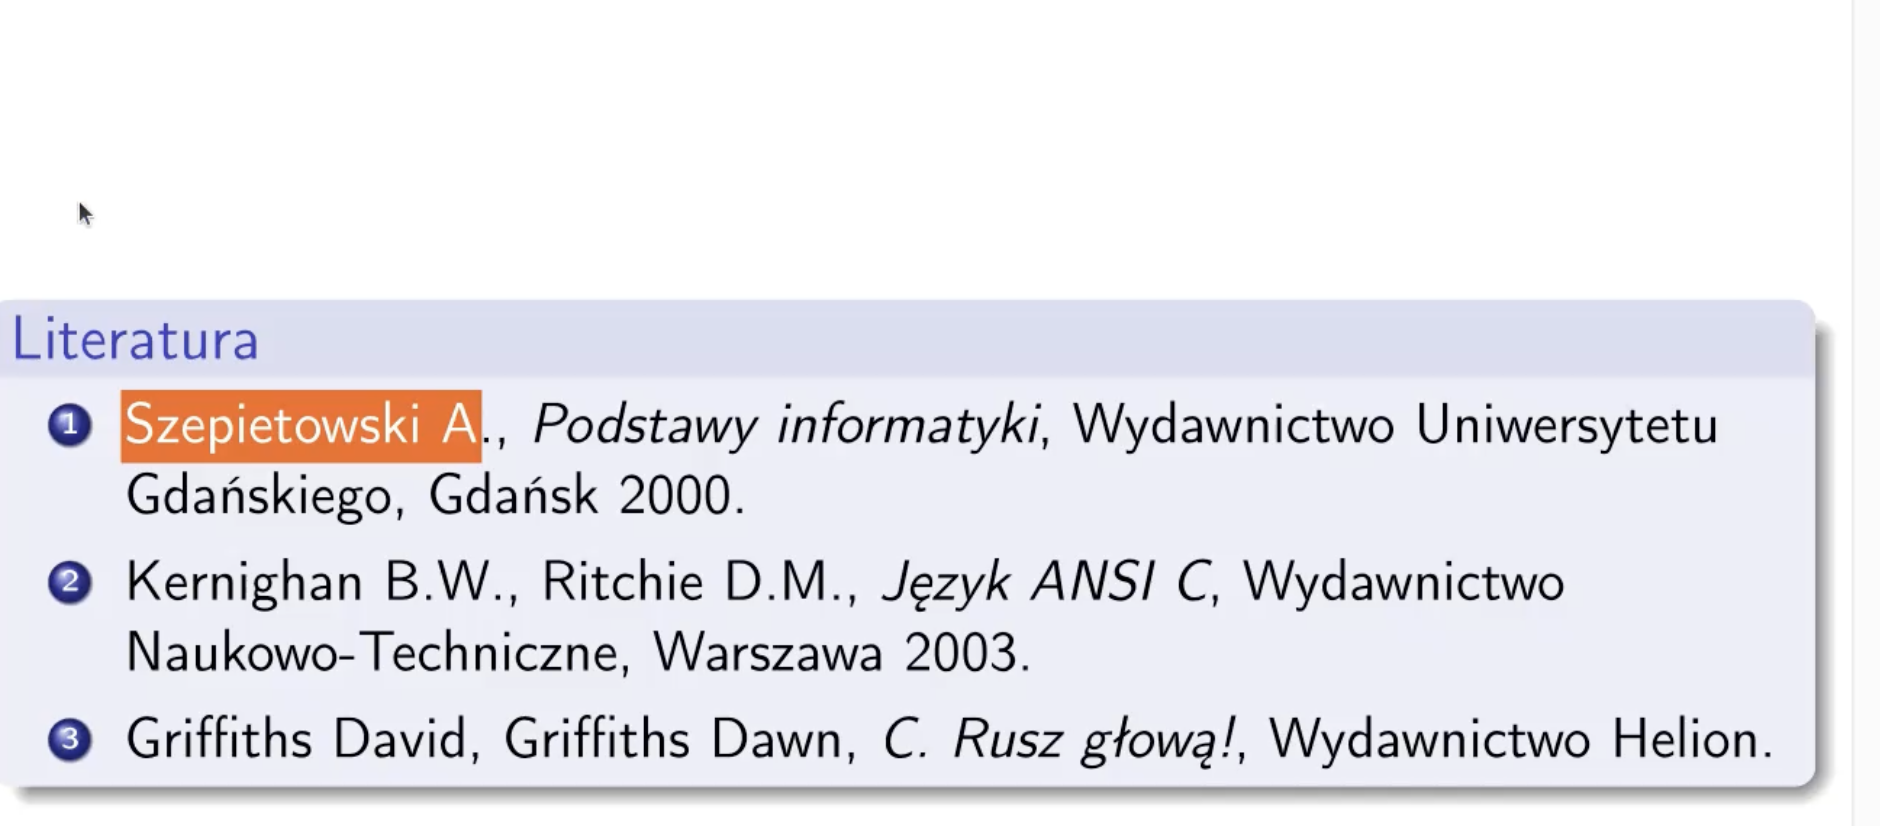 Literatura
1 Szepietowski A., Podstawy informatyki, Wydawnictwo Uniwersytetu
Gdańskiego, Gdańsk 2000.
2 Kernighan B.W., Ritchie D.M., Język ANSI C, Wydawnictwo
Naukowo-Techniczne, Warszawa 2003.
3 Griffiths David, Griffiths Dawn, C. Rusz głową!, Wydawnictwo Helion.